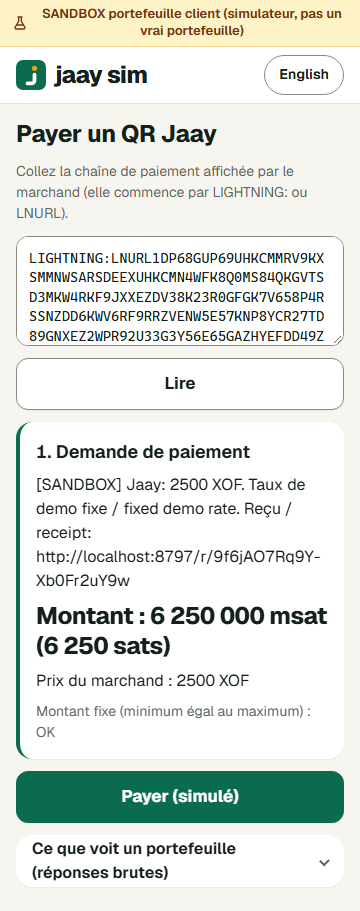 SANDBOX portefeuille client (simulateur, pas un
vrai portefeuille)
jaay sim
English
Payer un QR Jaay
Collez la chaîne de paiement affichée par le
marchand (elle commence par LIGHTNING: ou
LNURL).
LIGHTNING:LNURL1DP68GUP69UHKCMMRV9KX
SMMNWSARSDEEXUHKCMN4WFK8Q0MS84QKGVTS
D3MKW4RKF9JXXEZDV38K23R0GFGK7V658P4R
SSNZDD6KWV6RF9RRZVENW5E57KNP8YCR27TD
89GNXEZ2WPR92U33G3Y56E65GAZHYEFDD49Z
Lire
1. Demande de paiement
[SANDBOX] Jaay: 2500 XOF. Taux de
demo fixe / fixed demo rate. Reçu /
receipt:
http://localhost:8797/r/9f6jAO7Rq9Y-
Xb0Fr2uY9w
Montant : 6 250 000 msat
(6 250 sats)
Prix du marchand : 2500 XOF
Montant fixe (minimum égal au maximum) :
OK
Payer (simulé)
Ce que voit un portefeuille
(réponses brutes)